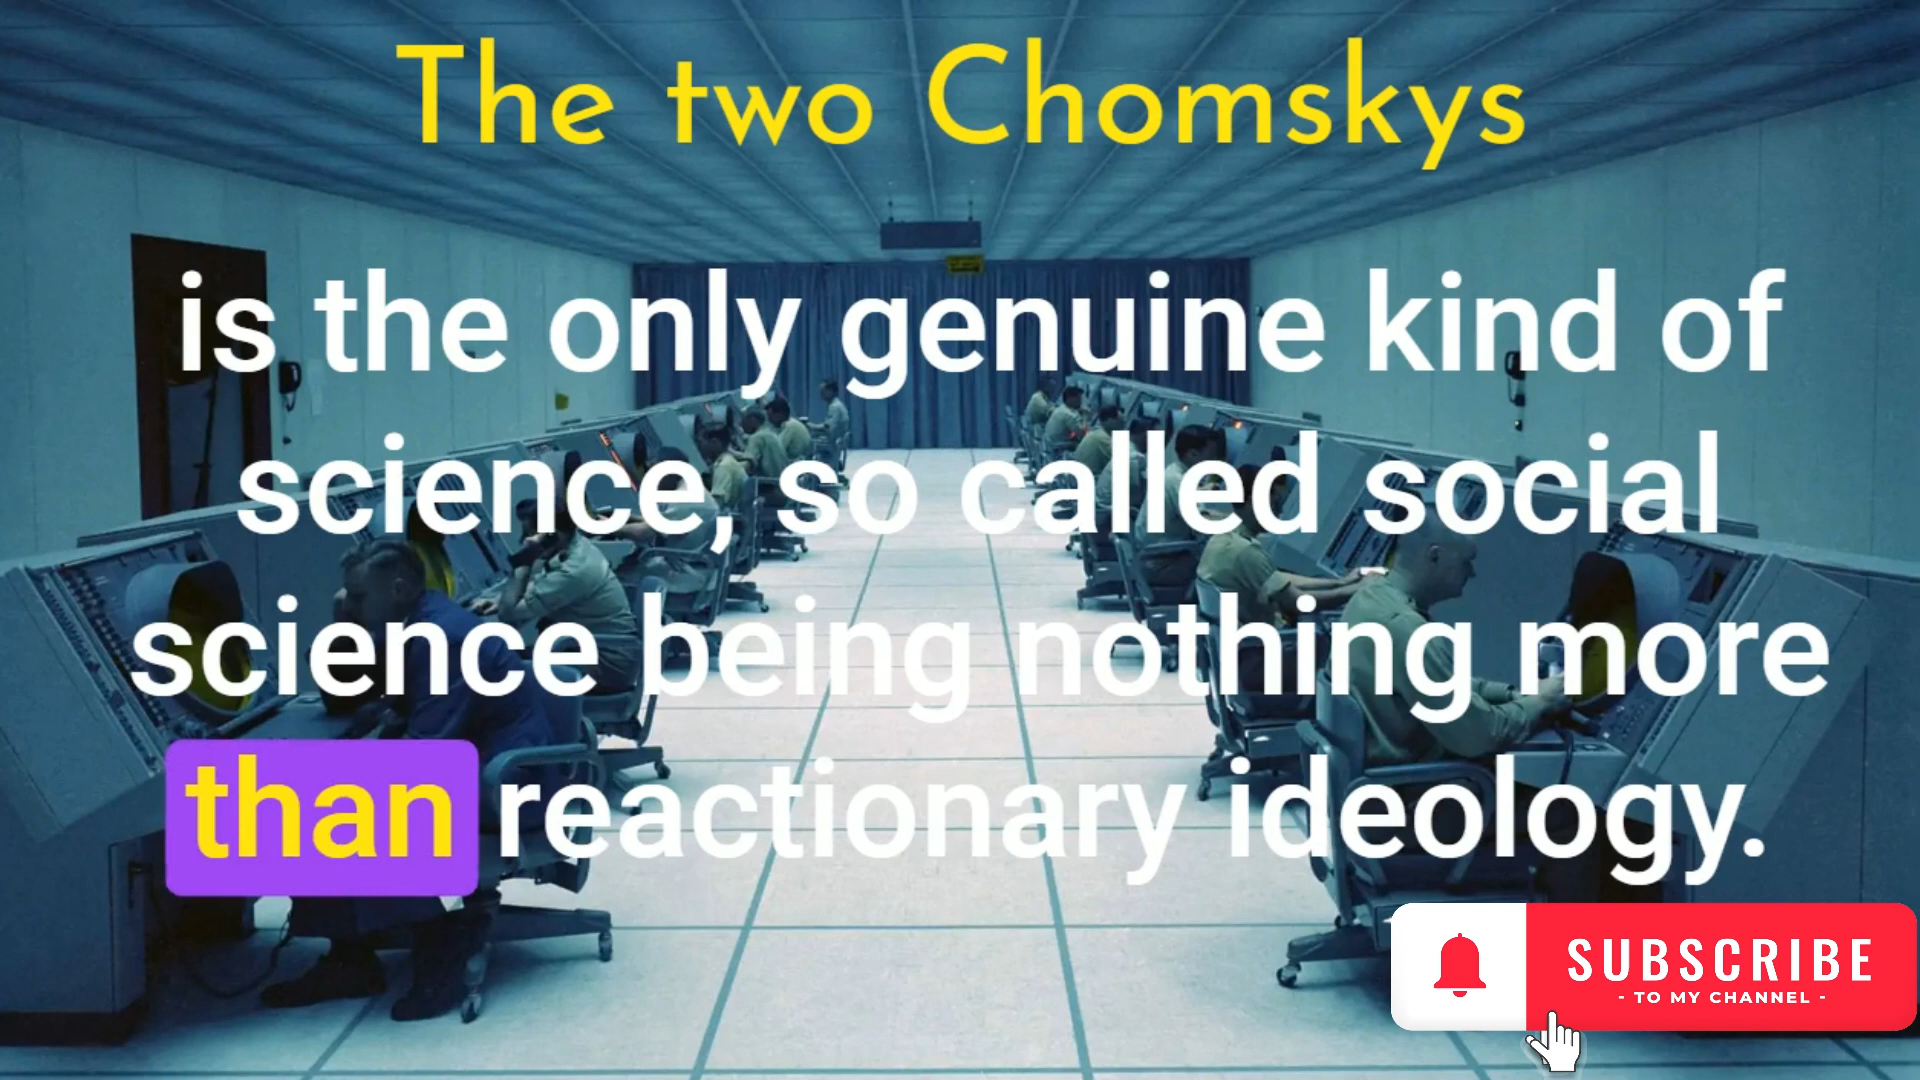 The two Chomskys
is the only genuine kind of
science, so called social
science being nothing more
than reactionary ideology.
SUBSCRIBE
- TO MY CHANNEL -